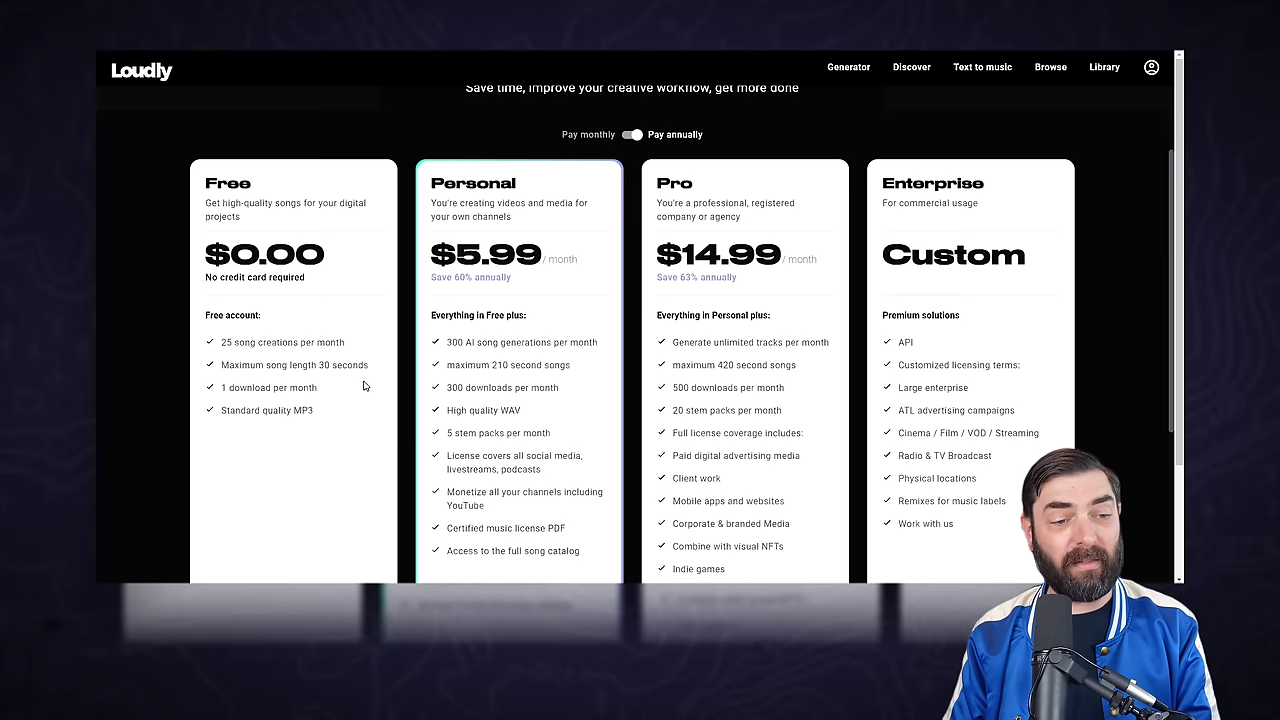 Loudly
Generator
Discover
Text to music
Browse
Library
Save time, improve your creative workflow, get more done
Pay monthly
Pay annually
Free
Get high-quality songs for your digital
projects
$0.00
No credit card required
Free account:
25 song creations per month
Maximum song length 30 seconds
1 download per month
Standard quality MP3
Personal
You're creating videos and media for
your own channels
$5.99 / month
Save 60% annually
Everything in Free plus:
300 AI song generations per month
maximum 210 second songs
300 downloads per month
High quality WAV
5 stem packs per month
License covers all social media,
livestreams, podcasts
Monetize all your channels including
YouTube
Certified music license PDF
Access to the full song catalog
Pro
You're a professional, registered
company or agency
$14.99 / month
Save 63% annually
Everything in Personal plus:
Generate unlimited tracks per month
maximum 420 second songs
500 downloads per month
20 stem packs per month
Full license coverage includes:
Paid digital advertising media
Client work
Mobile apps and websites
Corporate & branded Media
Combine with visual NFTs
Indie games
Enterprise
For commercial usage
Custom
Premium solutions
API
Customized licensing terms:
Large enterprise
ATL advertising campaigns
Cinema / Film / VOD / Streaming
Radio & TV Broadcast
Physical locations
Remixes for music labels
Work with us